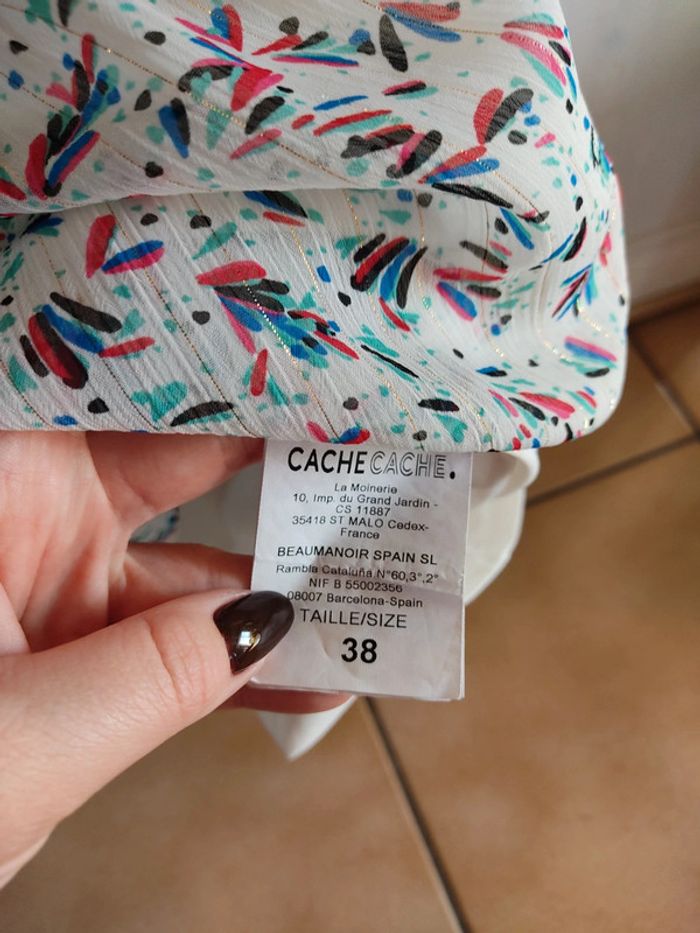 CACHE CACHE.
La Moinerie
10, Imp. du Grand Jardin -
CS 11887
35418 ST MALO Cedex-
France
BEAUMANOIR SPAIN SL
Rambla Cataluña N°60,3°,2°
NIF B 55002356
08007 Barcelona-Spain
TAILLE/SIZE
38